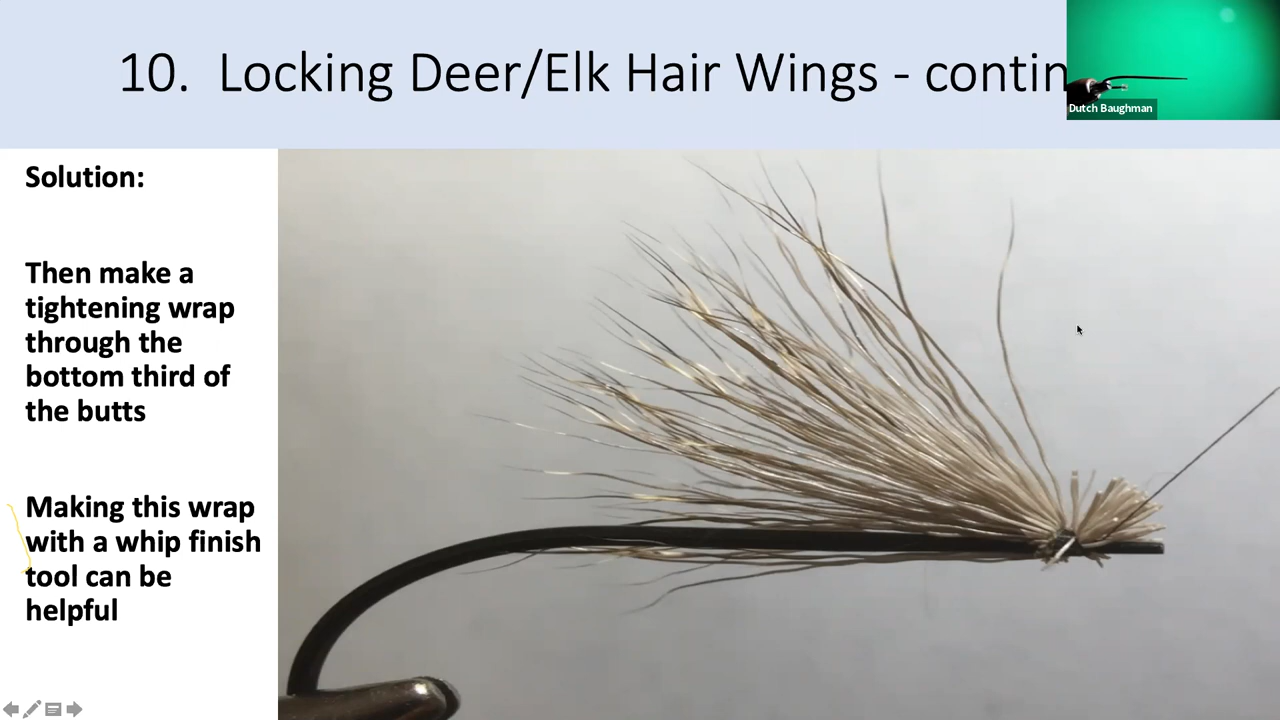 10. Locking Deer/Elk Hair Wings - contin
Dutch Baughman
Solution:
Then make a
tightening wrap
through the
bottom third of
the butts
Making this wrap
with a whip finish
tool can be
helpful